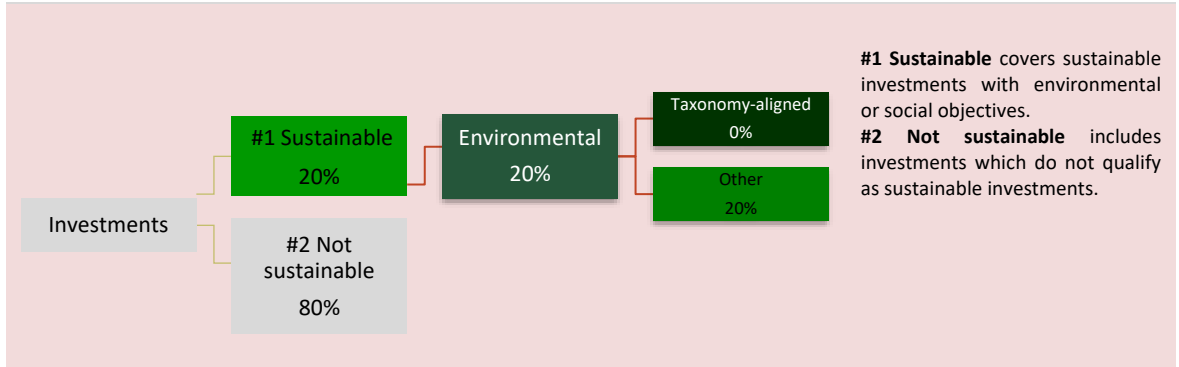 Investments
#1 Sustainable
20%
#2 Not
sustainable
80%
Environmental
20%
Taxonomy-aligned
0%
Other
20%
#1 Sustainable covers sustainable
investments with environmental
or social objectives.
#2 Not sustainable includes
investments which do not qualify
as sustainable investments.